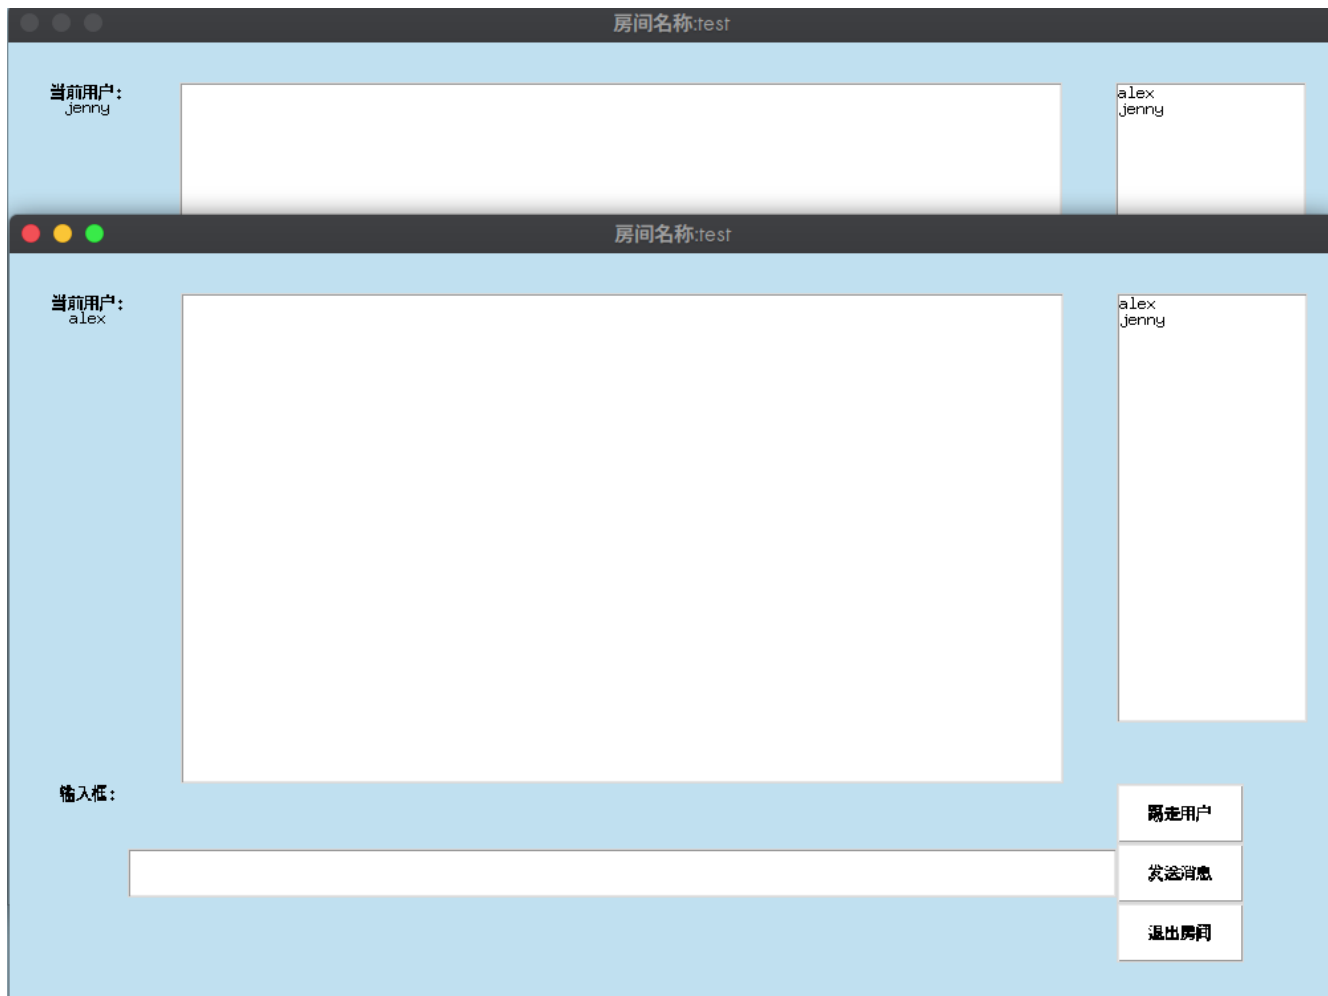 房间名称:test
当前用户:
jenny
alex
jenny
房间名称:test
当前用户:
alex
alex
jenny
输入框:
踢走用户
发送消息
退出房间